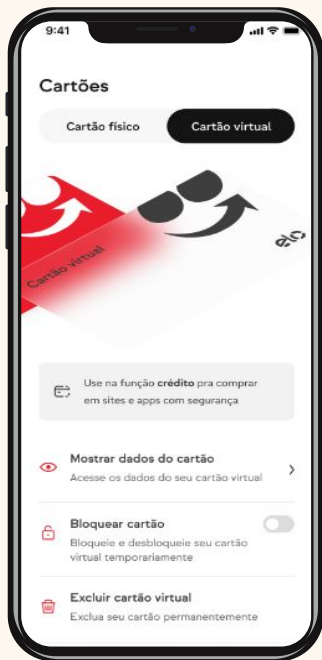 9:41
Cartões
Cartão físico
Cartão virtual
Cartão virtual
elo
Use na função crédito pra comprar
em sites e apps com segurança
Mostrar dados do cartão
Acesse os dados do seu cartão virtual
Bloquear cartão
Bloqueie e desbloqueie seu cartão
virtual temporariamente
Excluir cartão virtual
Exclua seu cartão permanentemente